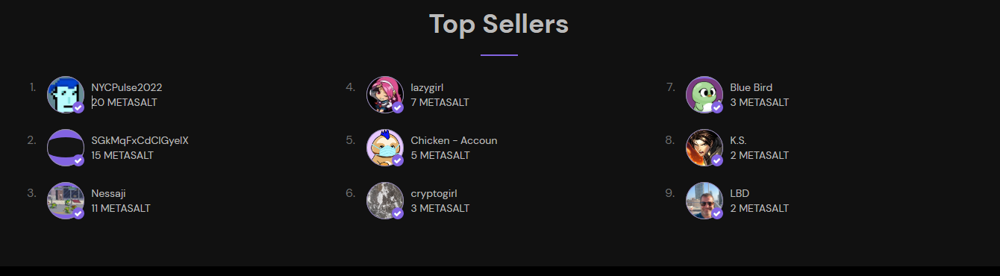 Top Sellers
1.
NYCPulse2022
20 METASALT
2.
SGkMqFxCdCIGyelX
15 METASALT
3.
Nessaji
11 METASALT
4.
lazygirl
7 METASALT
5.
Chicken - Accoun
5 METASALT
6.
cryptogirl
3 METASALT
7.
Blue Bird
3 METASALT
8.
K.S.
2 METASALT
9.
LBD
2 METASALT